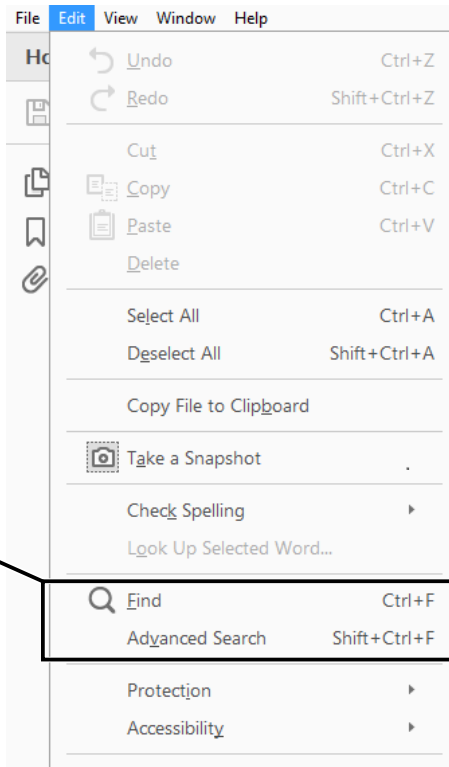 File Edit View Window Help
Ho
Undo Ctrl+Z
Redo Shift+Ctrl+Z
Cut Ctrl+X
Copy Ctrl+C
Paste Ctrl+V
Delete
Select All Ctrl+A
Deselect All Shift+Ctrl+A
Copy File to Clipboard
Take a Snapshot
Check Spelling
Look Up Selected Word...
Find Ctrl+F
Advanced Search Shift+Ctrl+F
Protection
Accessibility